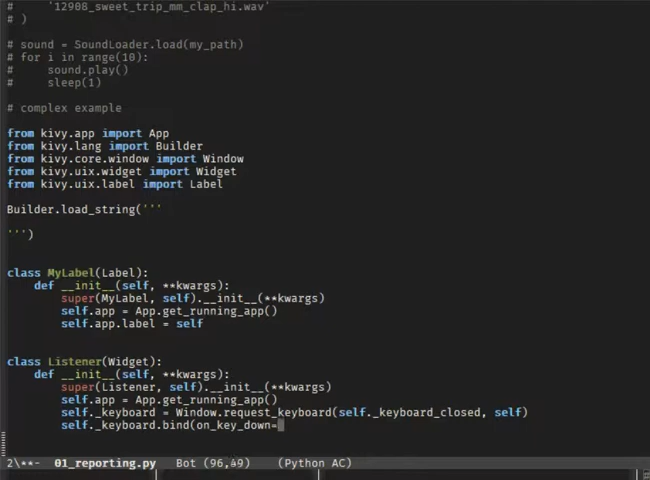 #     '12908_sweet_trip_mm_clap_hi.wav'
# )
# sound = SoundLoader.load(my_path)
# for i in range(10):
#     sound.play()
#     sleep(1)
# complex example
from kivy.app import App
from kivy.lang import Builder
from kivy.core.window import Window
from kivy.uix.widget import Widget
from kivy.uix.label import Label
Builder.load_string('''
''')
class MyLabel(Label):
    def __init__(self, **kwargs):
        super(MyLabel, self).__init__(**kwargs)
        self.app = App.get_running_app()
        self.app.label = self
class Listener(Widget):
    def __init__(self, **kwargs):
        super(Listener, self).__init__(**kwargs)
        self.app = App.get_running_app()
        self._keyboard = Window.request_keyboard(self._keyboard_closed, self)
        self._keyboard.bind(on_key_down=
2\**-  01_reporting.py   Bot (96,49)    (Python AC)